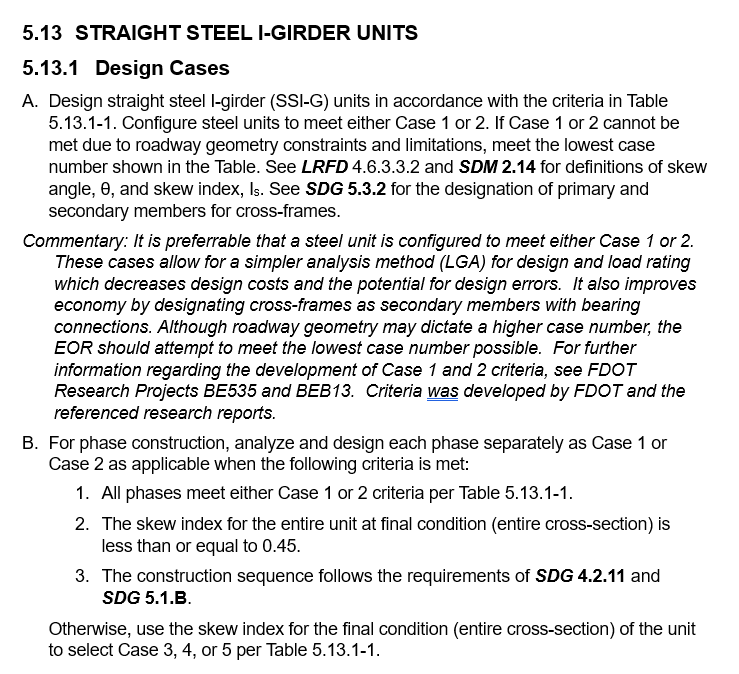 5.13 STRAIGHT STEEL I-GIRDER UNITS
5.13.1 Design Cases
A. Design straight steel I-girder (SSI-G) units in accordance with the criteria in Table
5.13.1-1. Configure steel units to meet either Case 1 or 2. If Case 1 or 2 cannot be
met due to roadway geometry constraints and limitations, meet the lowest case
number shown in the Table. See LRFD 4.6.3.3.2 and SDM 2.14 for definitions of skew
angle, θ, and skew index, Is. See SDG 5.3.2 for the designation of primary and
secondary members for cross-frames.
Commentary: It is preferrable that a steel unit is configured to meet either Case 1 or 2.
These cases allow for a simpler analysis method (LGA) for design and load rating
which decreases design costs and the potential for design errors. It also improves
economy by designating cross-frames as secondary members with bearing
connections. Although roadway geometry may dictate a higher case number, the
EOR should attempt to meet the lowest case number possible. For further
information regarding the development of Case 1 and 2 criteria, see FDOT
Research Projects BE535 and BEB13. Criteria was developed by FDOT and the
referenced research reports.
B. For phase construction, analyze and design each phase separately as Case 1 or
Case 2 as applicable when the following criteria is met:
1. All phases meet either Case 1 or 2 criteria per Table 5.13.1-1.
2. The skew index for the entire unit at final condition (entire cross-section) is
less than or equal to 0.45.
3. The construction sequence follows the requirements of SDG 4.2.11 and
SDG 5.1.B.
Otherwise, use the skew index for the final condition (entire cross-section) of the unit
to select Case 3, 4, or 5 per Table 5.13.1-1.